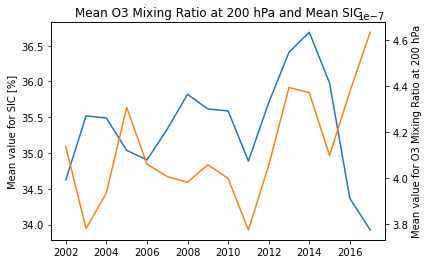 Mean O3 Mixing Ratio at 200 hPa and Mean SIC
1e−7
Mean value for SIC [%]
36.5
36.0
35.5
35.0
34.5
34.0
4.6
4.4
4.2
4.0
3.8
Mean value for O3 Mixing Ratio at 200 hPa
2002 2004 2006 2008 2010 2012 2014 2016